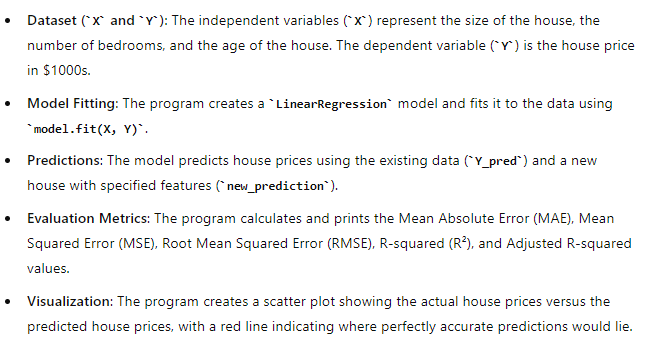 • Dataset (`X` and `Y`): The independent variables (`X`) represent the size of the house, the
number of bedrooms, and the age of the house. The dependent variable (`Y`) is the house price
in $1000s.
• Model Fitting: The program creates a `LinearRegression` model and fits it to the data using
`model.fit(X, Y)`.
• Predictions: The model predicts house prices using the existing data (`Y_pred`) and a new
house with specified features (`new_prediction`).
• Evaluation Metrics: The program calculates and prints the Mean Absolute Error (MAE), Mean
Squared Error (MSE), Root Mean Squared Error (RMSE), R-squared (R²), and Adjusted R-squared
values.
• Visualization: The program creates a scatter plot showing the actual house prices versus the
predicted house prices, with a red line indicating where perfectly accurate predictions would lie.